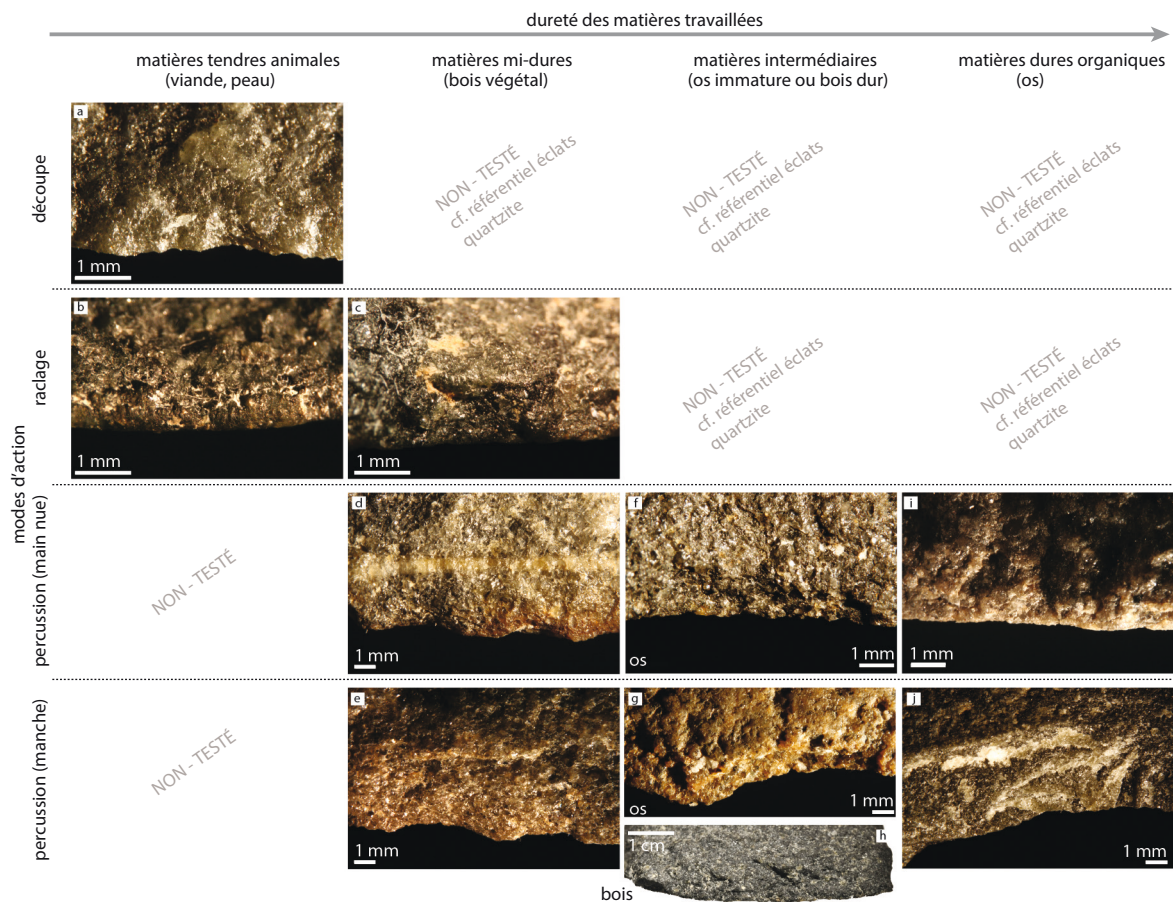 dureté des matières travaillées
matières tendres animales
(viande, peau)
matières mi-dures
(bois végétal)
matières intermédiaires
(os immature ou bois dur)
matières dures organiques
(os)
modes d'action
découpe
a
1 mm
NON - TESTÉ
cf. référentiel éclats
quartzite
NON - TESTÉ
cf. référentiel éclats
quartzite
NON - TESTÉ
cf. référentiel éclats
quartzite
raclage
b
1 mm
c
1 mm
NON - TESTÉ
cf. référentiel éclats
quartzite
NON - TESTÉ
cf. référentiel éclats
quartzite
percussion (main nue)
NON - TESTÉ
d
1 mm
f
os
1 mm
i
1 mm
percussion (manche)
NON - TESTÉ
e
1 mm
g
os
1 mm
h
1 cm
bois
j
1 mm